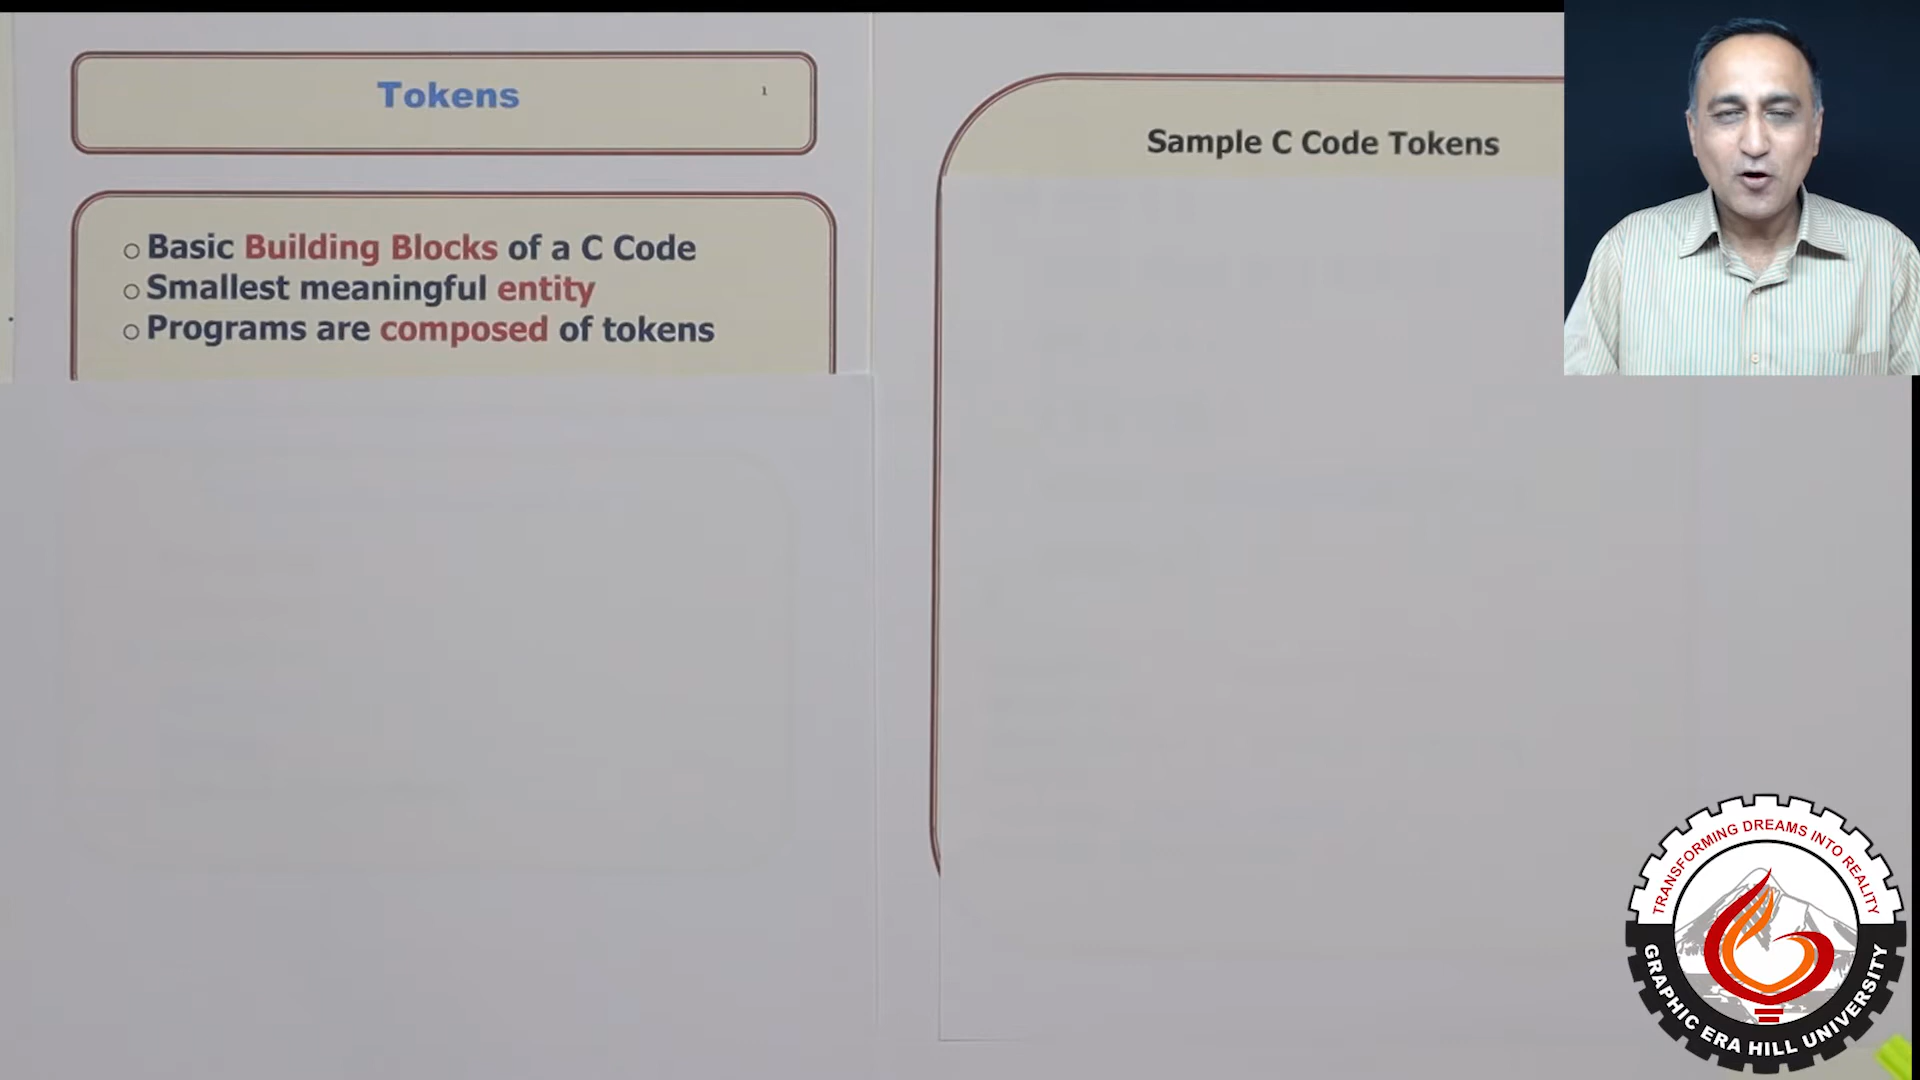 Tokens
1
Basic Building Blocks of a C Code
Smallest meaningful entity
Programs are composed of tokens
Sample C Code Tokens
TRANSFORMING DREAMS INTO REALITY
GRAPHIC ERA HILL UNIVERSITY